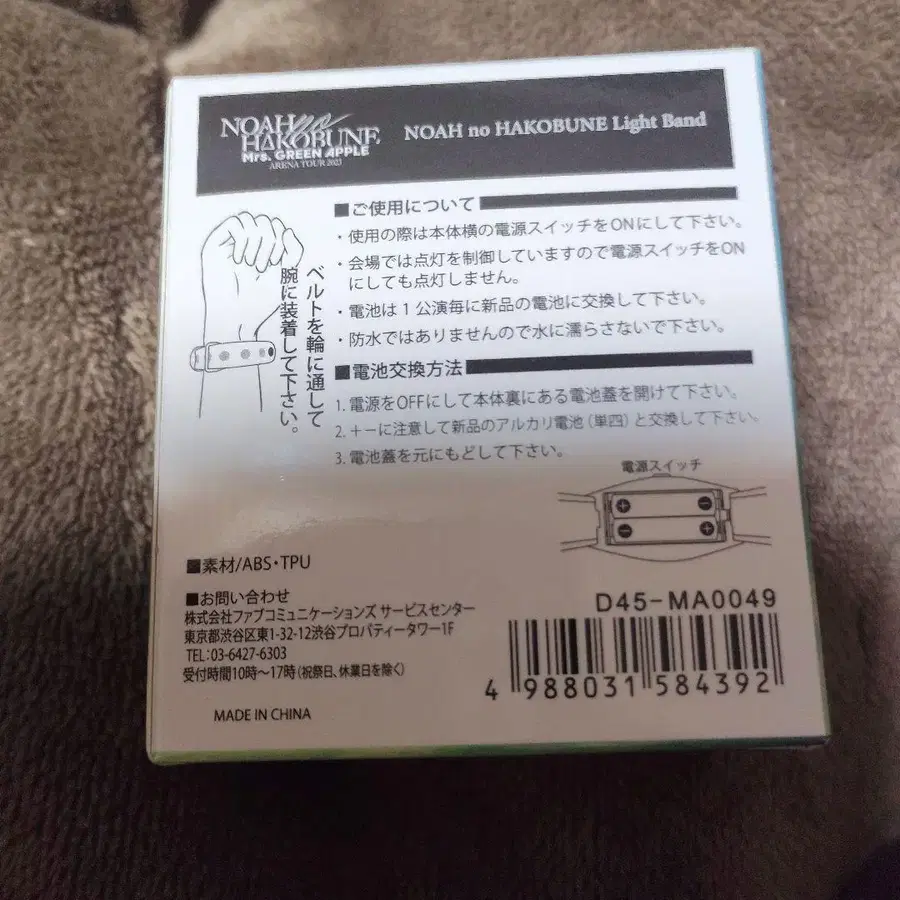 NOAH no HAKOBUNE
Mrs. GREEN APPLE
ARENA TOUR 2023
NOAH no HAKOBUNE Light Band
■ご使用について
・使用の際は本体横の電源スイッチをONにして下さい。
・会場では点灯を制御していますので電源スイッチをON
にしても点灯しません。
・電池は1公演毎に新品の電池に交換して下さい。
・防水ではありませんので水に濡らさないで下さい。
ベルトを輪に通して
腕に装着して下さい。
■電池交換方法
1. 電源をOFFにして本体裏にある電池蓋を開けて下さい。
2. +−に注意して新品のアルカリ電池(単四)と交換して下さい。
3. 電池蓋を元にもどして下さい。
電源スイッチ
+ −
− +
■素材/ABS・TPU
■お問い合わせ
株式会社ファブコミュニケーションズ サービスセンター
東京都渋谷区東1-32-12渋谷プロパティータワー1F
TEL:03-6427-6303
受付時間10時〜17時(祝祭日、休業日を除く)
MADE IN CHINA
D45-MA0049
4 988031 584392